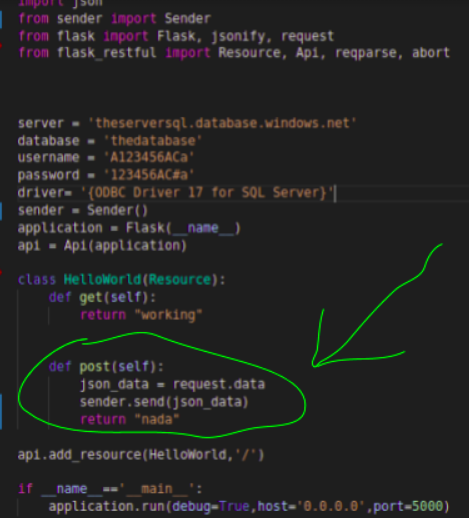 import json
from sender import Sender
from flask import Flask, jsonify, request
from flask_restful import Resource, Api, reqparse, abort
server = 'theserversql.database.windows.net'
database = 'thedatabase'
username = 'A123456ACa'
password = '123456AC#a'
driver= '{ODBC Driver 17 for SQL Server}'
sender = Sender()
application = Flask(__name__)
api = Api(application)
class HelloWorld(Resource):
    def get(self):
        return "working"
    def post(self):
        json_data = request.data
        sender.send(json_data)
        return "nada"
api.add_resource(HelloWorld,'/')
if __name__=='__main__':
    application.run(debug=True,host='0.0.0.0',port=5000)